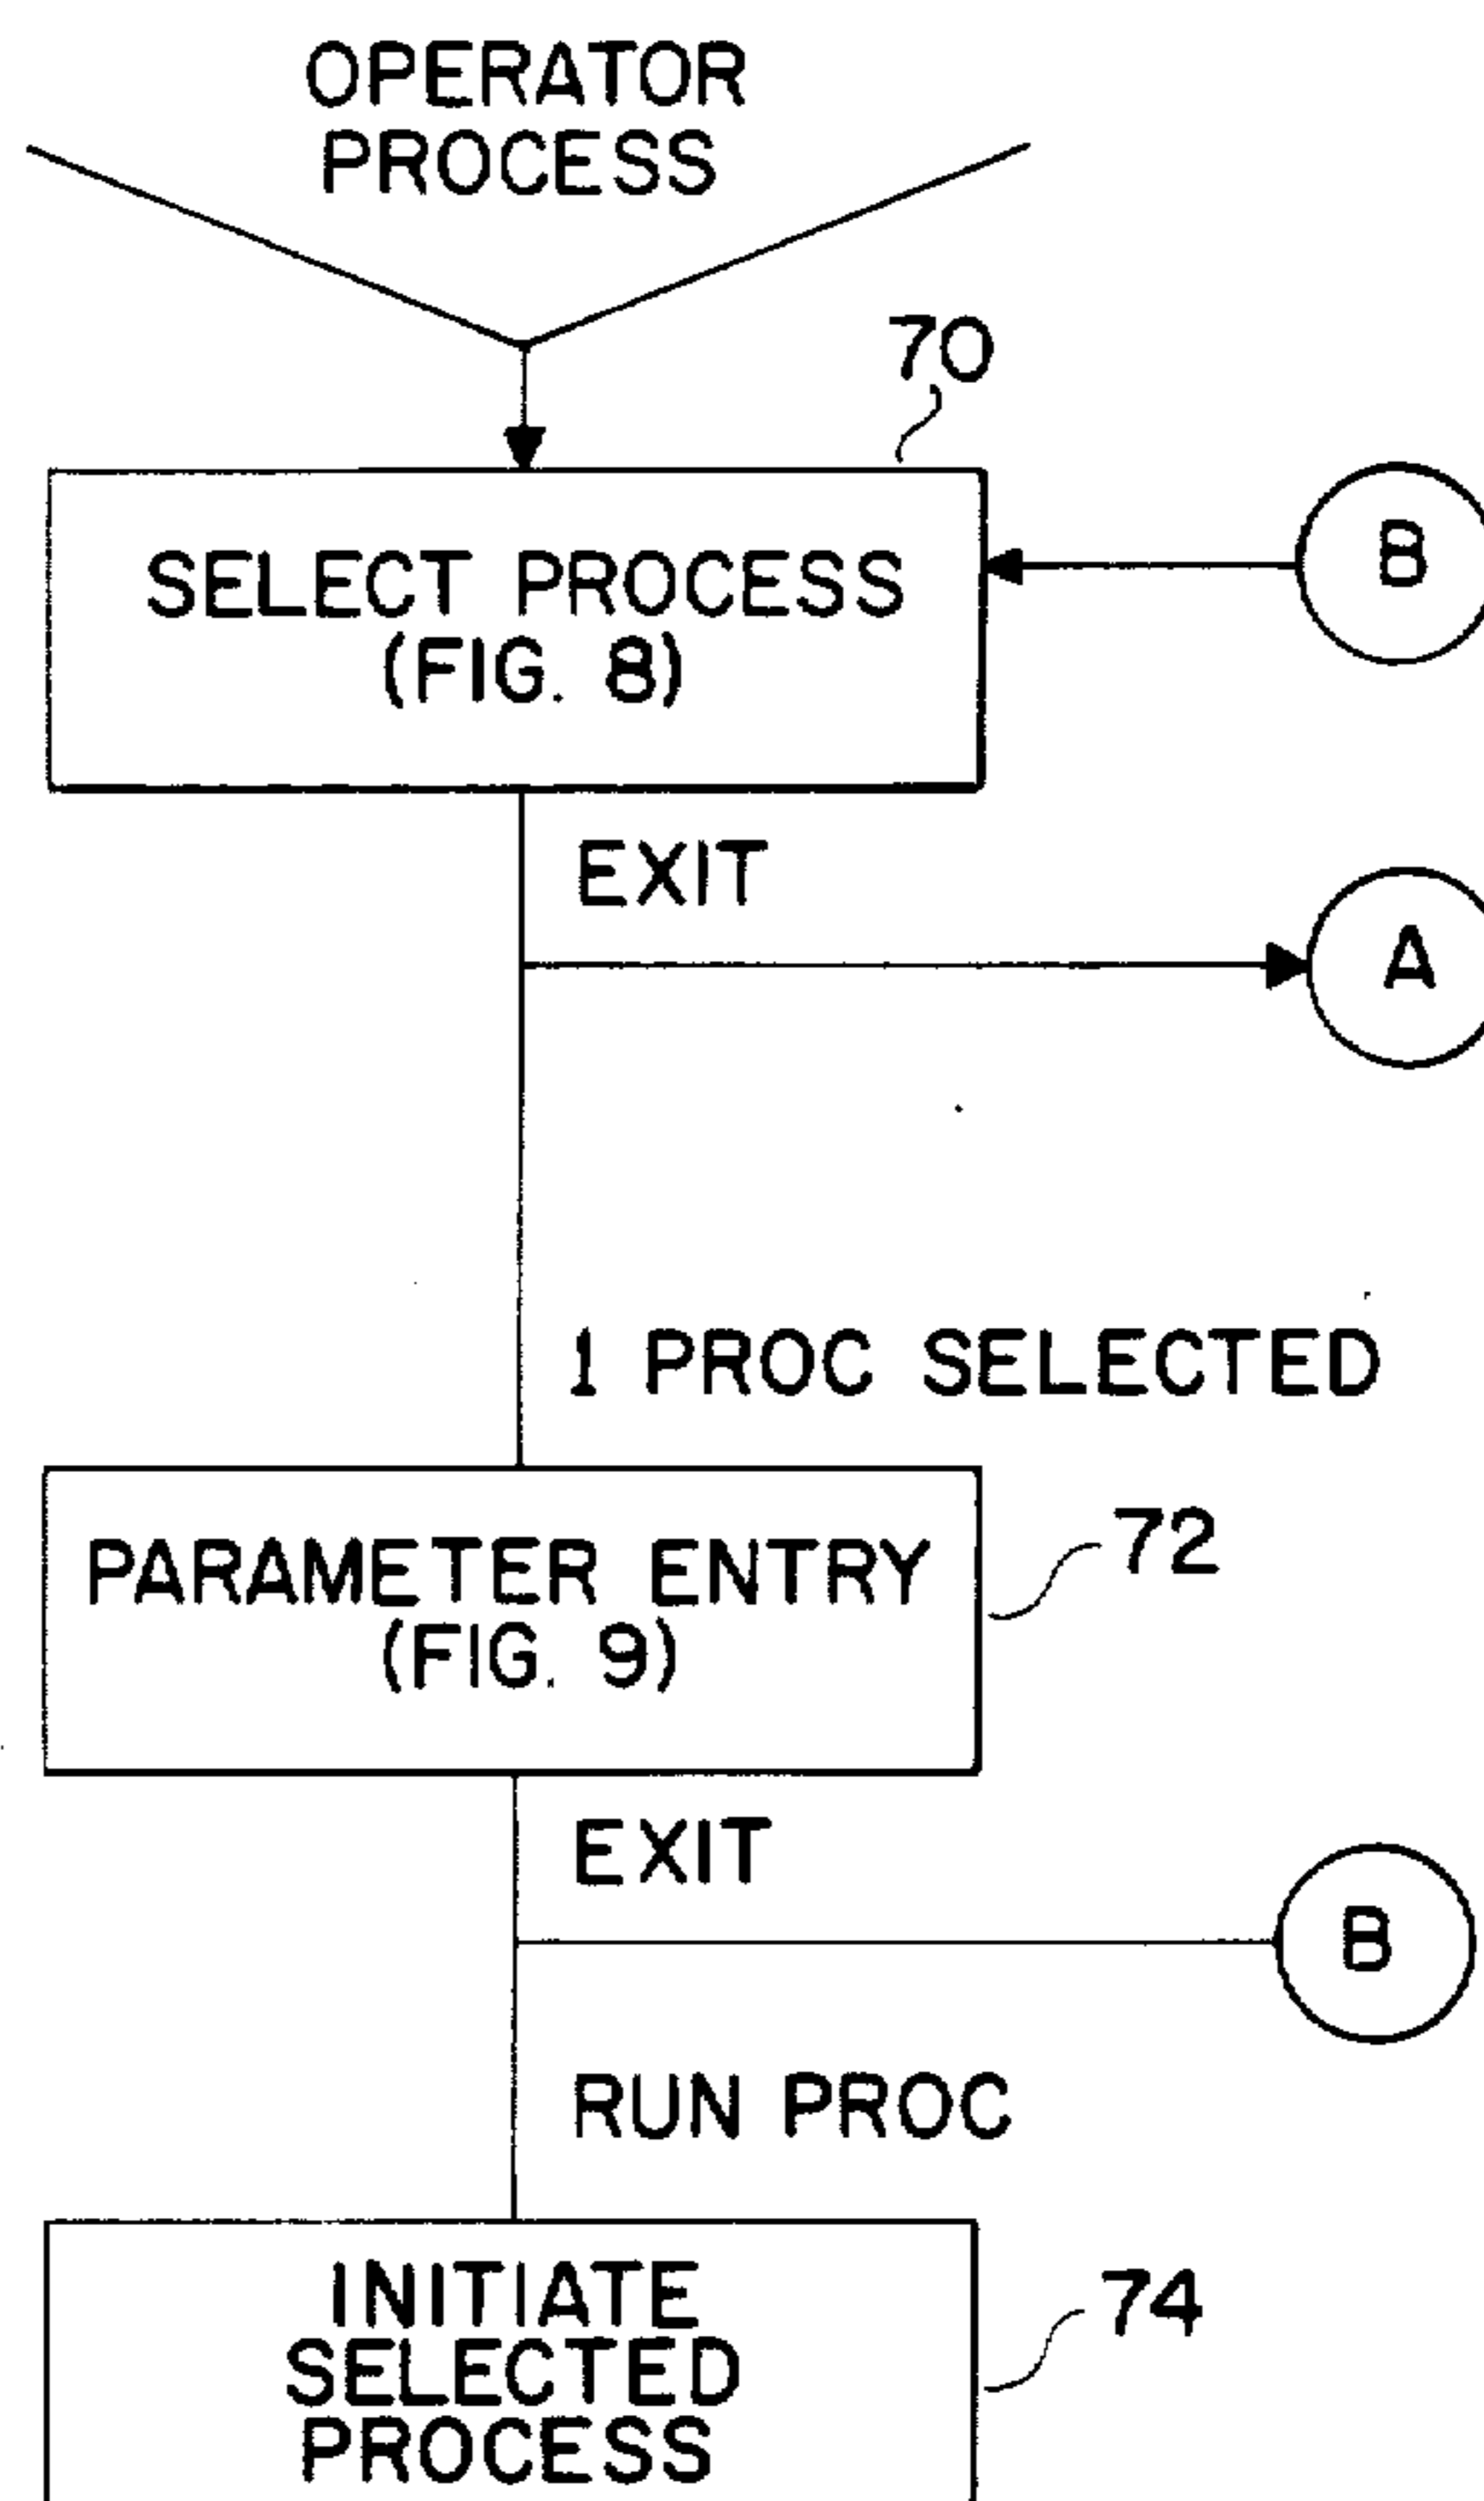 OPERATOR
PROCESS
70
SELECT PROCESS
(FIG. 8)
B
EXIT
A
1 PROC SELECTED
PARAMETER ENTRY
(FIG. 9)
72
EXIT
B
RUN PROC
INITIATE
SELECTED
PROCESS
74